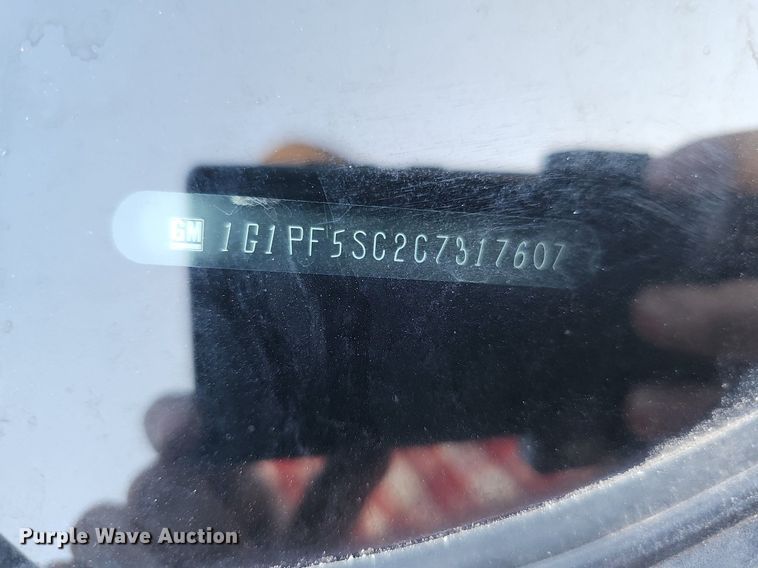 GM 1G1PF5SC2C7317607
Purple Wave Auction